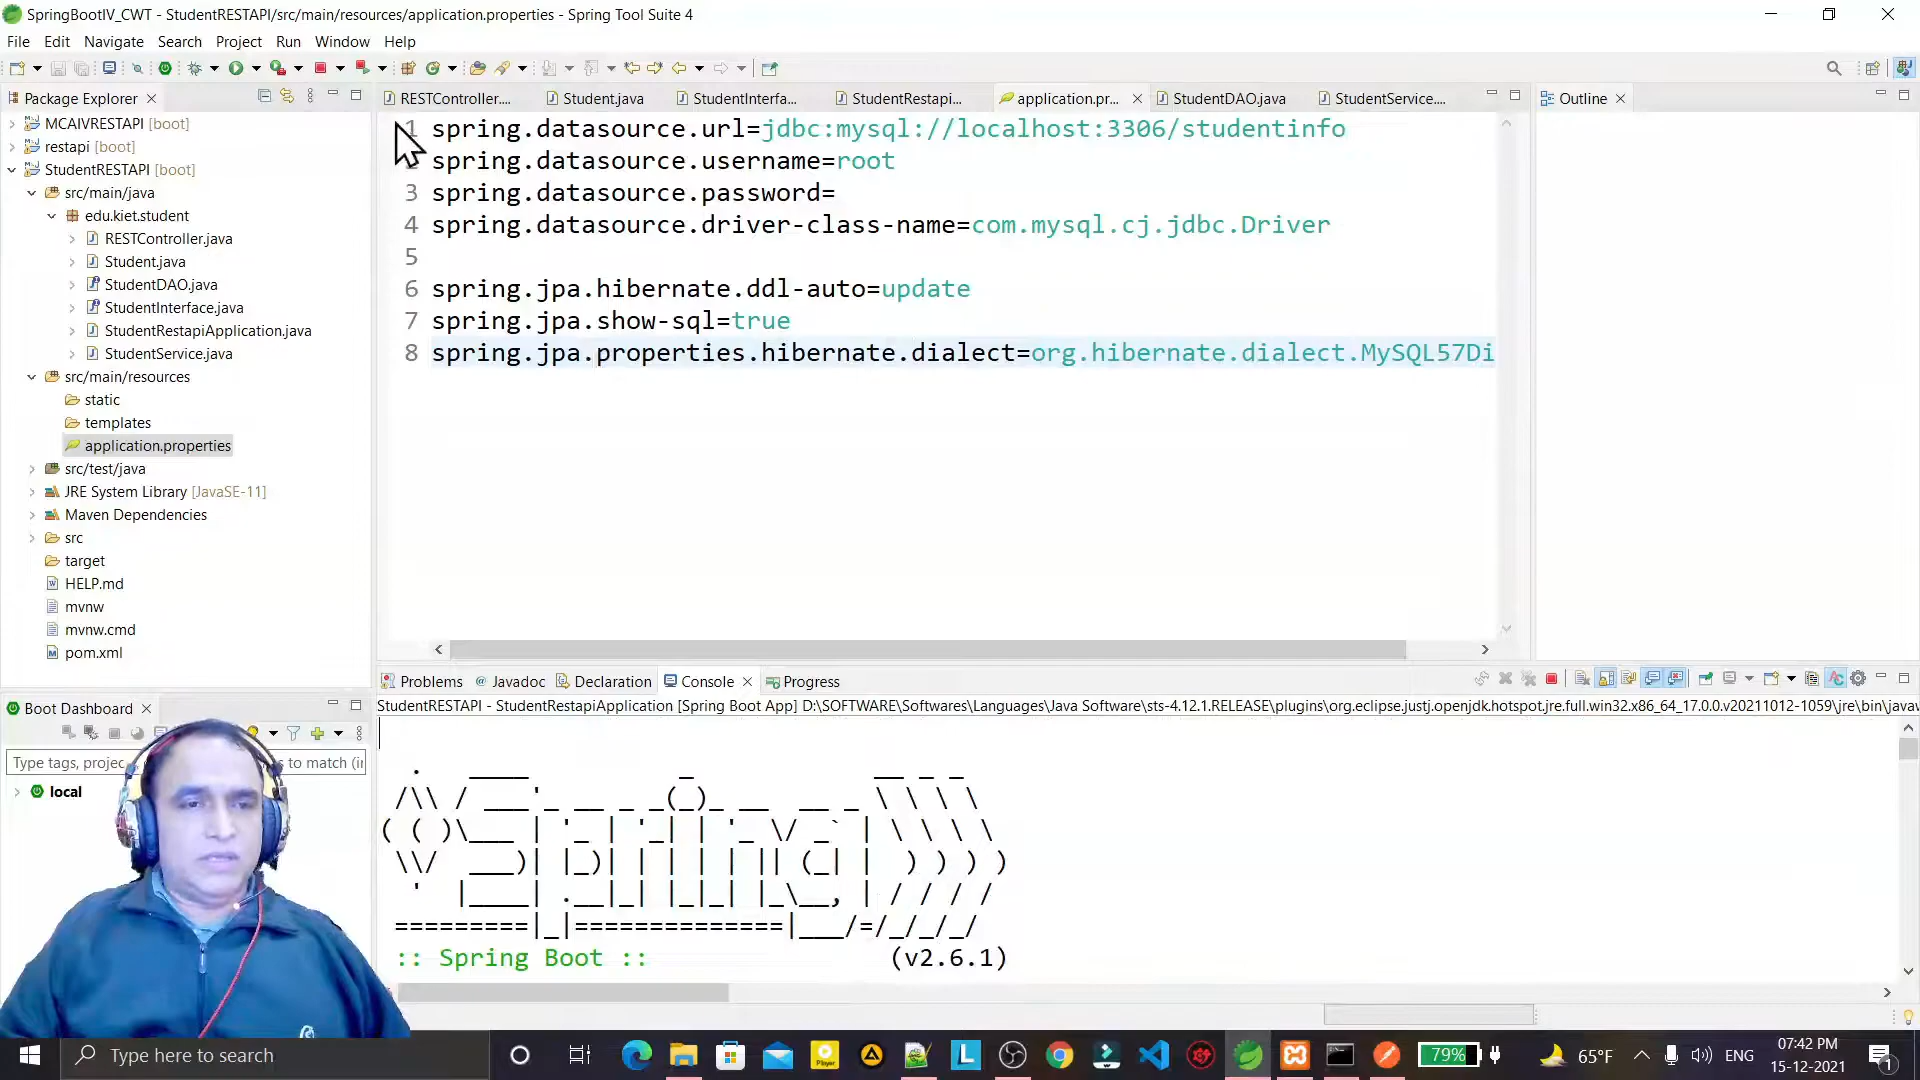 SpringBootIV_CWT - StudentRESTAPI/src/main/resources/application.properties - Spring Tool Suite 4
File Edit Navigate Search Project Run Window Help
Package Explorer
RESTController....
Student.java
StudentInterfa...
StudentRestapi...
application.pr...
StudentDAO.java
StudentService....
Outline
MCAIVRESTAPI [boot]
restapi [boot]
StudentRESTAPI [boot]
src/main/java
edu.kiet.student
RESTController.java
Student.java
StudentDAO.java
StudentInterface.java
StudentRestapiApplication.java
StudentService.java
src/main/resources
static
templates
application.properties
src/test/java
JRE System Library [JavaSE-11]
Maven Dependencies
src
target
HELP.md
mvnw
mvnw.cmd
pom.xml
1 spring.datasource.url=jdbc:mysql://localhost:3306/studentinfo
spring.datasource.username=root
3 spring.datasource.password=
4 spring.datasource.driver-class-name=com.mysql.cj.jdbc.Driver
5
6 spring.jpa.hibernate.ddl-auto=update
7 spring.jpa.show-sql=true
8 spring.jpa.properties.hibernate.dialect=org.hibernate.dialect.MySQL57Di
Boot Dashboard
Type tags, projec
s to match (i
local
Problems Javadoc Declaration Console Progress
StudentRESTAPI - StudentRestapiApplication [Spring Boot App] D:\SOFTWARE\Softwares\Languages\Java Software\sts-4.12.1.RELEASE\plugins\org.eclipse.justj.openjdk.hotspot.jre.full.win32.x86_64_17.0.0.v20211012-1059\jre\bin\javaw
:: Spring Boot :: (v2.6.1)
Type here to search
79%
65°F
ENG
07:42 PM
15-12-2021
1